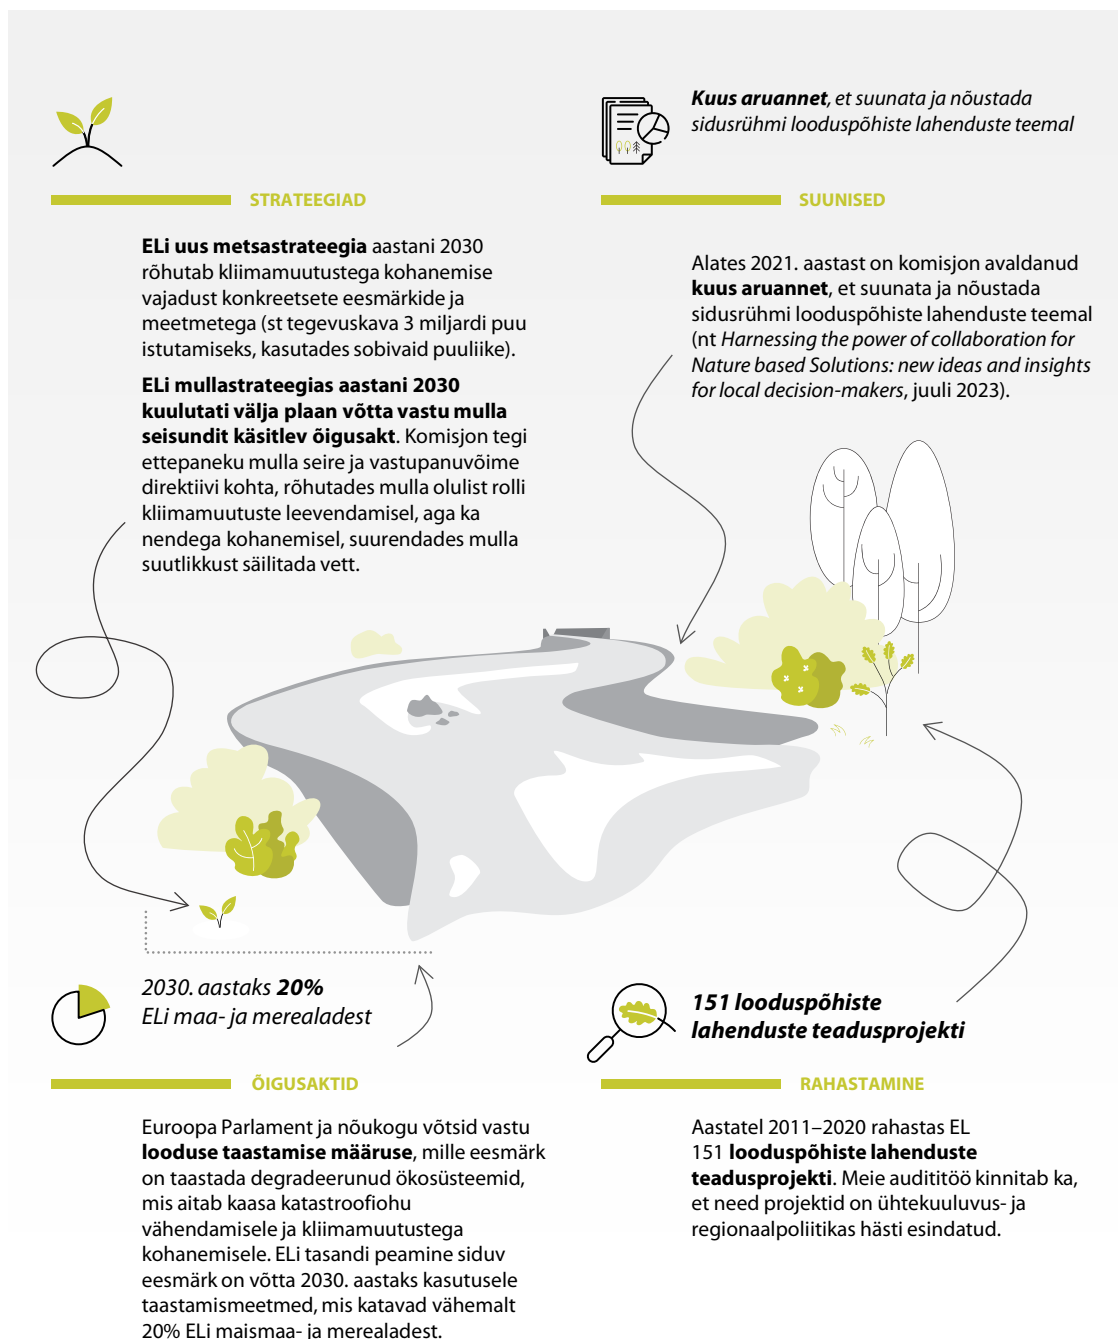 Kuus aruannet, et suunata ja nõustada
sidusrühmi looduspõhiste lahenduste teemal
STRATEEGIAD
ELi uus metsastrateegia aastani 2030
rõhutab kliimamuutustega kohanemise
vajadust konkreetsete eesmärkide ja
meetmetega (st tegevuskava 3 miljardi puu
istutamiseks, kasutades sobivaid puuliike).
ELi mullastrateegias aastani 2030
kuulutati välja plaan võtta vastu mulla
seisundit käsitlev õigusakt. Komisjon tegi
ettepaneku mulla seire ja vastupanuvõime
direktiivi kohta, rõhutades mulla olulist rolli
kliimamuutuste leevendamisel, aga ka
nendega kohanemisel, suurendades mulla
suutlikkust säilitada vett.
SUUNISED
Alates 2021. aastast on komisjon avaldanud
kuus aruannet, et suunata ja nõustada
sidusrühmi looduspõhiste lahenduste teemal
(nt Harnessing the power of collaboration for
Nature based Solutions: new ideas and insights
for local decision-makers, juuli 2023).
2030. aastaks 20%
ELi maa- ja merealadest
ÕIGUSAKTID
Euroopa Parlament ja nõukogu võtsid vastu
looduse taastamise määruse, mille eesmärk
on taastada degradeerunud ökosüsteemid,
mis aitab kaasa katastroofiohu
vähendamisele ja kliimamuutustega
kohanemisele. ELi tasandi peamine siduv
eesmärk on võtta 2030. aastaks kasutusele
taastamismeetmed, mis katavad vähemalt
20% ELi maismaa- ja merealadest.
151 looduspõhiste
lahenduste teadusprojekti
RAHASTAMINE
Aastatel 2011–2020 rahastas EL
151 looduspõhiste lahenduste
teadusprojekti. Meie audititöö kinnitab ka,
et need projektid on ühtekuuluvus- ja
regionaalpoliitikas hästi esindatud.